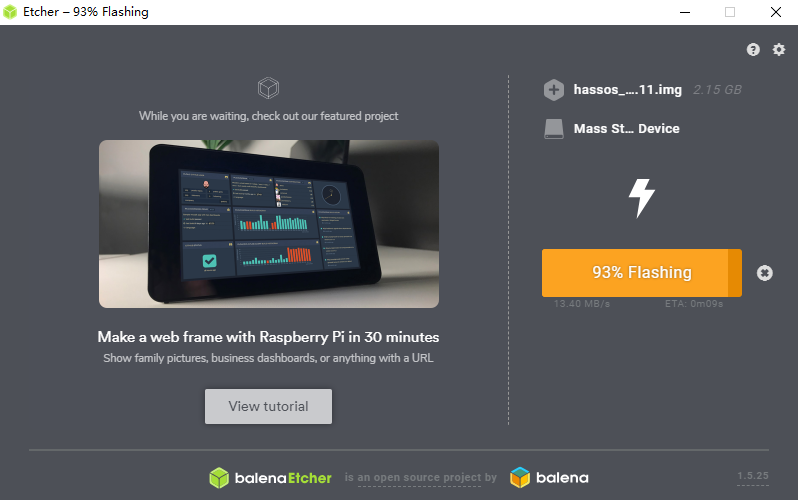 Etcher – 93% Flashing
While you are waiting, check out our featured project
Make a web frame with Raspberry Pi in 30 minutes
Show family pictures, business dashboards, or anything with a URL
View tutorial
hassos_....11.img 2.15 GB
Mass St... Device
93% Flashing
13.40 MB/s ETA: 0m09s
balenaEtcher is an open source project by balena
1.5.25